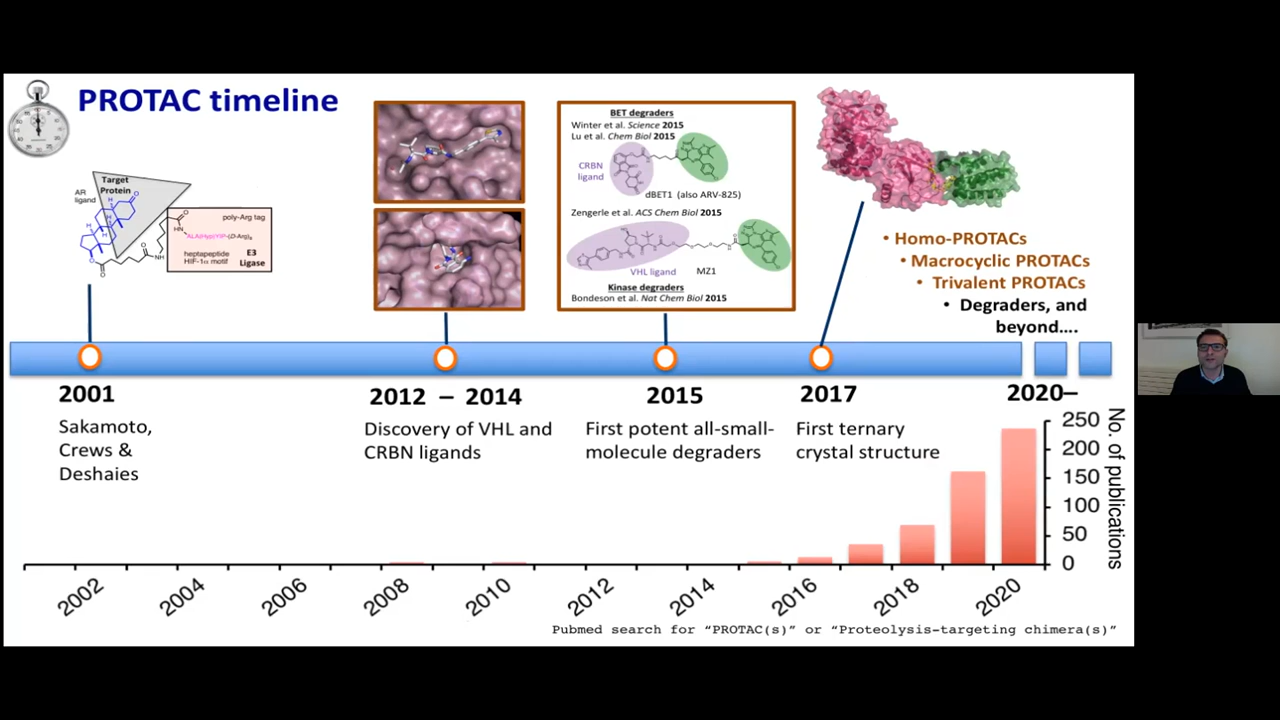 PROTAC timeline
Target
Protein
AR
ligand
poly-Arg tag
ALA(Hyp)YIP-(D-Arg)₈
heptapeptide
HIF-1α motif
E3
Ligase
BET degraders
Winter et al. Science 2015
Lu et al. Chem Biol 2015
CRBN
ligand
dBET1 (also ARV-825)
Zengerle et al. ACS Chem Biol 2015
VHL ligand
MZ1
Kinase degraders
Bondeson et al. Nat Chem Biol 2015
• Homo-PROTACs
• Macrocyclic PROTACs
• Trivalent PROTACs
• Degraders, and
beyond....
2001
Sakamoto,
Crews &
Deshaies
2012 – 2014
Discovery of VHL and
CRBN ligands
2015
First potent all-small-
molecule degraders
2017
First ternary
crystal structure
2020–
250
200
150
100
50
0
No. of publications
2002
2004
2006
2008
2010
2012
2014
2016
2018
2020
Pubmed search for “PROTAC(s)” or “Proteolysis-targeting chimera(s)”